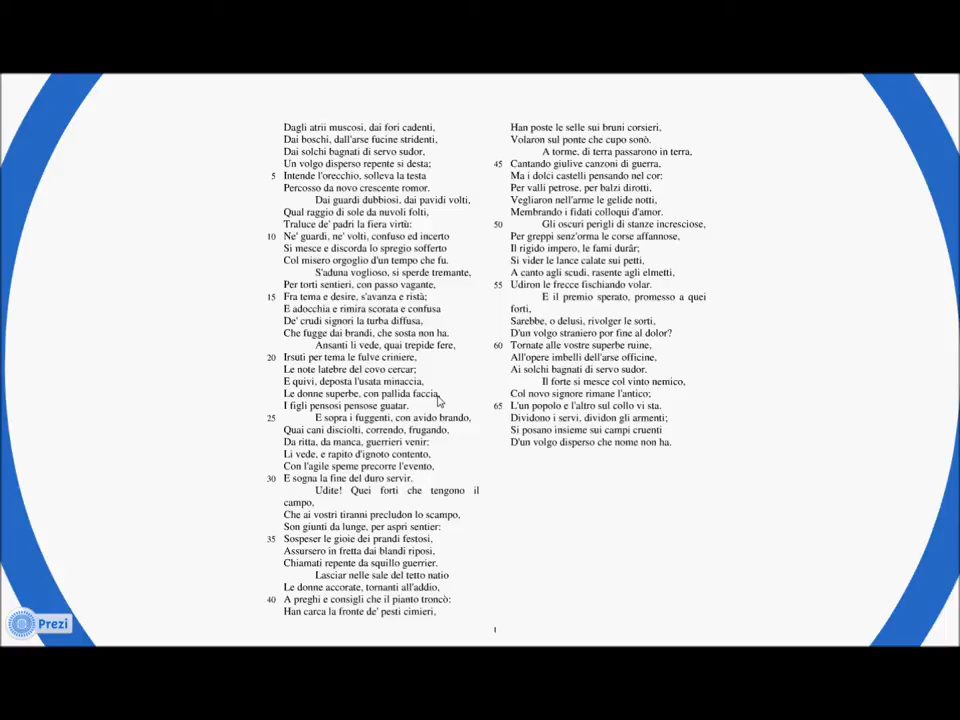 Dagli atrii muscosi, dai fori cadenti,
Dai boschi, dall'arse fucine stridenti,
Dai solchi bagnati di servo sudor,
Un volgo disperso repente si desta;
5 Intende l'orecchio, solleva la testa
Percosso da novo crescente romor.
Dai guardi dubbiosi, dai pavidi volti,
Qual raggio di sole da nuvoli folti,
Traluce de' padri la fiera virtù:
10 Ne' guardi, ne' volti, confuso ed incerto
Si mesce e discorda lo spregio sofferto
Col misero orgoglio d'un tempo che fu.
S'aduna voglioso, si sperde tremante,
Per torti sentieri, con passo vagante,
15 Fra tema e desire, s'avanza e ristà;
E adocchia e rimira scorata e confusa
De' crudi signori la turba diffusa,
Che fugge dai brandi, che sosta non ha.
Ansanti li vede, quai trepide fere,
20 Irsuti per tema le fulve criniere,
Le note latebre del covo cercar;
E quivi, deposta l'usata minaccia,
Le donne superbe, con pallida faccia,
I figli pensosi pensose guatar.
25 E sopra i fuggenti, con avido brando,
Quai cani disciolti, correndo, frugando,
Da ritta, da manca, guerrieri venir:
Li vede, e rapito d'ignoto contento,
Con l'agile speme precorre l'evento,
30 E sogna la fine del duro servir.
Udite! Quei forti che tengono il
campo,
Che ai vostri tiranni precludon lo scampo,
Son giunti da lunge, per aspri sentier:
35 Sospeser le gioie dei prandi festosi,
Assursero in fretta dai blandi riposi,
Chiamati repente da squillo guerrier.
Lasciar nelle sale del tetto natio
Le donne accorate, tornanti all'addio,
40 A preghi e consigli che il pianto troncò:
Han carca la fronte de' pesti cimieri,
Han poste le selle sui bruni corsieri,
Volaron sul ponte che cupo sonò.
A torme, di terra passarono in terra,
45 Cantando giulive canzoni di guerra,
Ma i dolci castelli pensando nel cor:
Per valli petrose, per balzi dirotti,
Vegliaron nell'arme le gelide notti,
Membrando i fidati colloqui d'amor.
50 Gli oscuri perigli di stanze incresciose,
Per greppi senz'orma le corse affannose,
Il rigido impero, le fami durâr;
Si vider le lance calate sui petti,
A canto agli scudi, rasente agli elmetti,
55 Udiron le frecce fischiando volar.
E il premio sperato, promesso a quei
forti,
Sarebbe, o delusi, rivolger le sorti,
D'un volgo straniero por fine al dolor?
60 Tornate alle vostre superbe ruine,
All'opere imbelli dell'arse officine,
Ai solchi bagnati di servo sudor.
Il forte si mesce col vinto nemico,
Col novo signore rimane l'antico;
65 L'un popolo e l'altro sul collo vi sta.
Dividono i servi, dividon gli armenti;
Si posano insieme sui campi cruenti
D'un volgo disperso che nome non ha.
1
Prezi